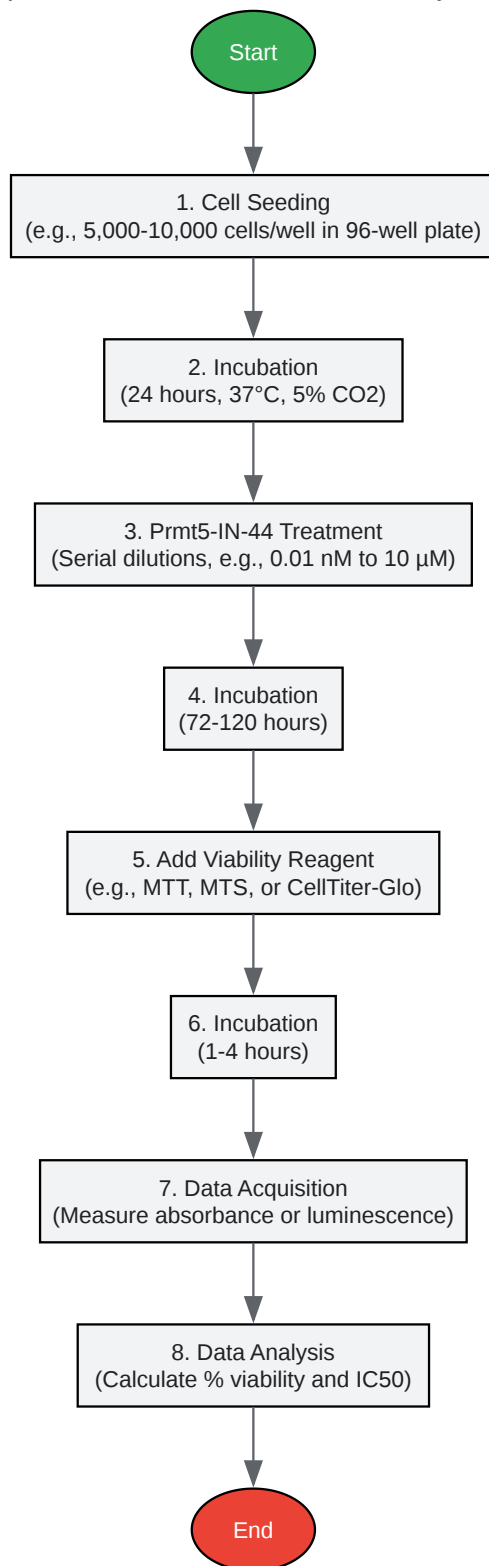 Start
1. Cell Seeding
(e.g., 5,000-10,000 cells/well in 96-well plate)
2. Incubation
(24 hours, 37°C, 5% CO2)
3. Prmt5-IN-44 Treatment
(Serial dilutions, e.g., 0.01 nM to 10 µM)
4. Incubation
(72-120 hours)
5. Add Viability Reagent
(e.g., MTT, MTS, or CellTiter-Glo)
6. Incubation
(1-4 hours)
7. Data Acquisition
(Measure absorbance or luminescence)
8. Data Analysis
(Calculate % viability and IC50)
End